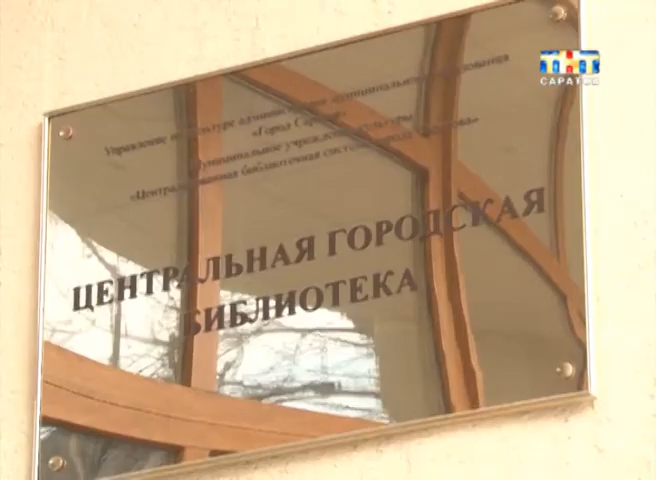 ТНТ
САРАТОВ
Управление по культуре администрации муниципального образования
«Город Саратов»
Муниципальное учреждение культуры
«Централизованная библиотечная система города Саратова»
ЦЕНТРАЛЬНАЯ ГОРОДСКАЯ
БИБЛИОТЕКА